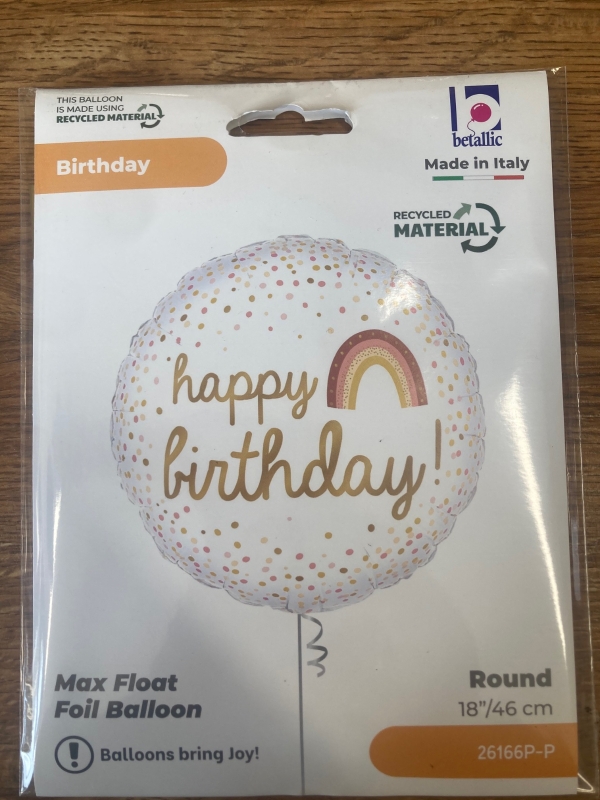 THIS BALLOON
IS MADE USING
RECYCLED MATERIAL
betallic
Birthday
Made in Italy
RECYCLED
MATERIAL
happy
birthday!
Max Float
Foil Balloon
Balloons bring Joy!
Round
18"/46 cm
26166P-P